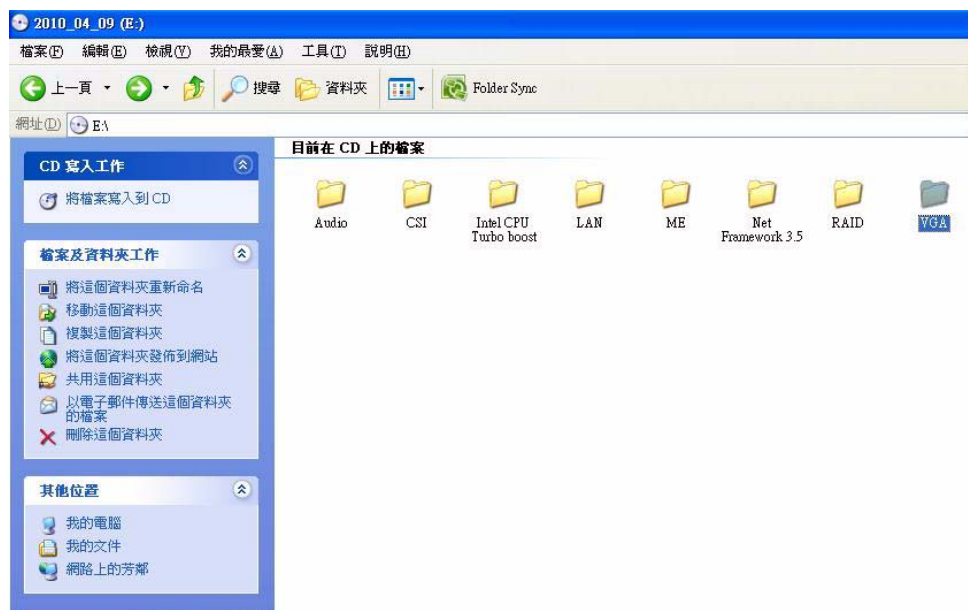 2010_04_09 (E:)
檔案(F) 編輯(E) 檢視(V) 我的最愛(A) 工具(T) 說明(H)
上一頁 搜尋 資料夾 Folder Sync
網址(D) E:\
CD 寫入工作
將檔案寫入到 CD
檔案及資料夾工作
將這個資料夾重新命名
移動這個資料夾
複製這個資料夾
將這個資料夾發佈到網站
共用這個資料夾
以電子郵件傳送這個資料夾
的檔案
刪除這個資料夾
其他位置
我的電腦
我的文件
網路上的芳鄰
目前在 CD 上的檔案
Audio CSI Intel CPU LAN ME Net RAID VGA
Turbo boost Framework 3.5